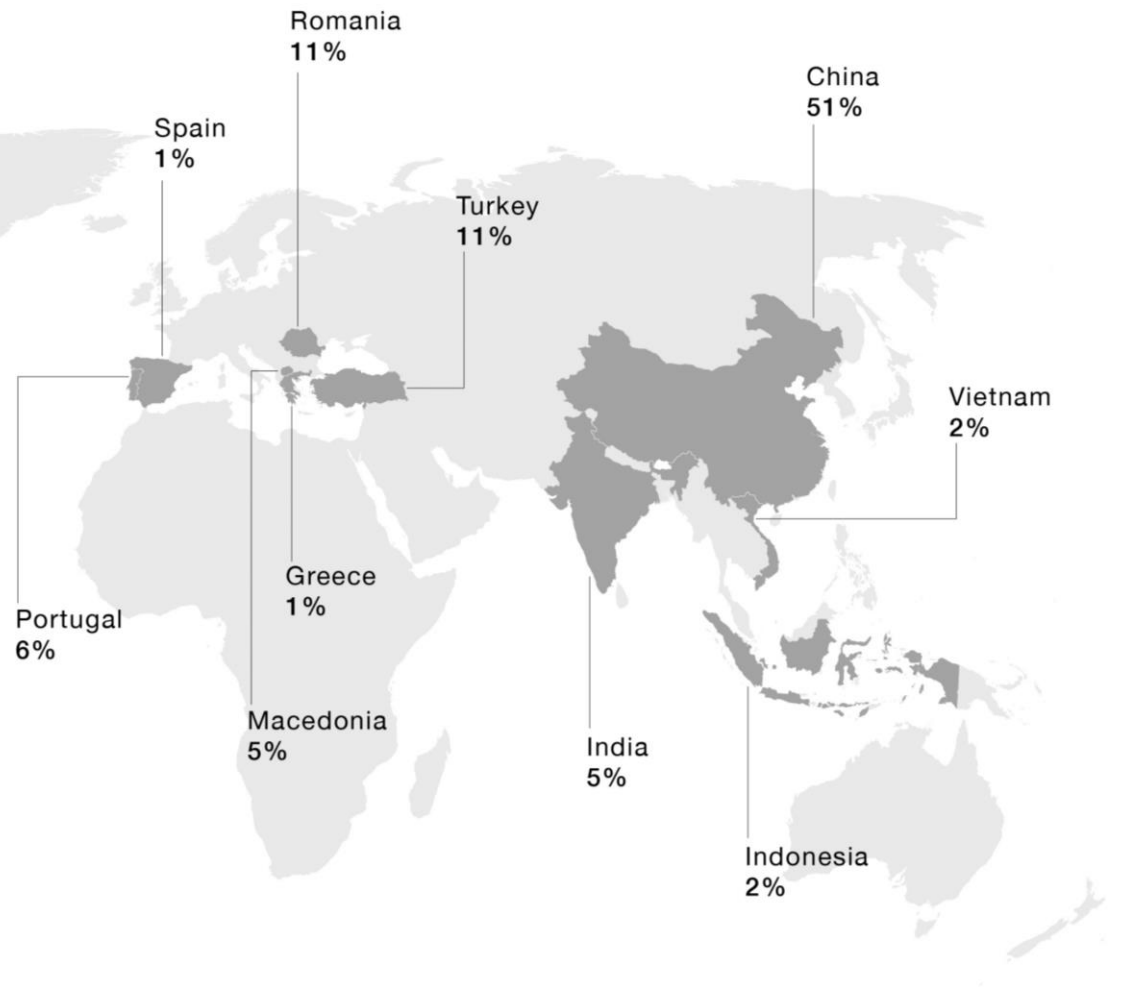 Romania
11%
China
51%
Spain
1%
Turkey
11%
Vietnam
2%
Greece
1%
Portugal
6%
Macedonia
5%
India
5%
Indonesia
2%